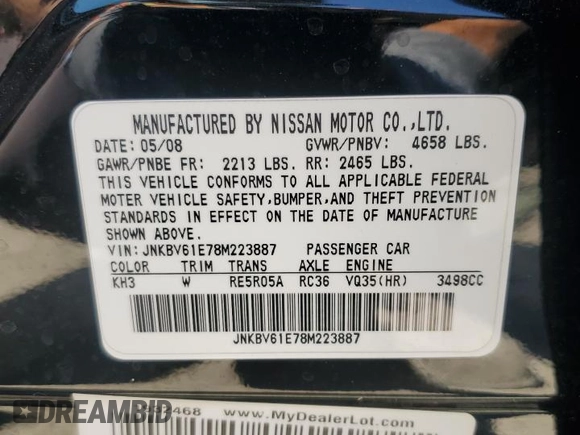 MANUFACTURED BY NISSAN MOTOR CO.,LTD.
DATE: 05/08 GVWR/PNBV: 4658 LBS.
GAWR/PNBE FR: 2213 LBS. RR: 2465 LBS.
THIS VEHICLE CONFORMS TO ALL APPLICABLE FEDERAL
MOTOR VEHICLE SAFETY,BUMPER,AND THEFT PREVENTION
STANDARDS IN EFFECT ON THE DATE OF MANUFACTURE
SHOWN ABOVE.
VIN: JNKBV61E78M223887 PASSENGER CAR
COLOR TRIM TRANS AXLE ENGINE
KH3 W RE5R05A RC36 VQ35(HR) 3498CC
JNKBV61E78M223887
www.MyDealerLot.com
DREAMBID